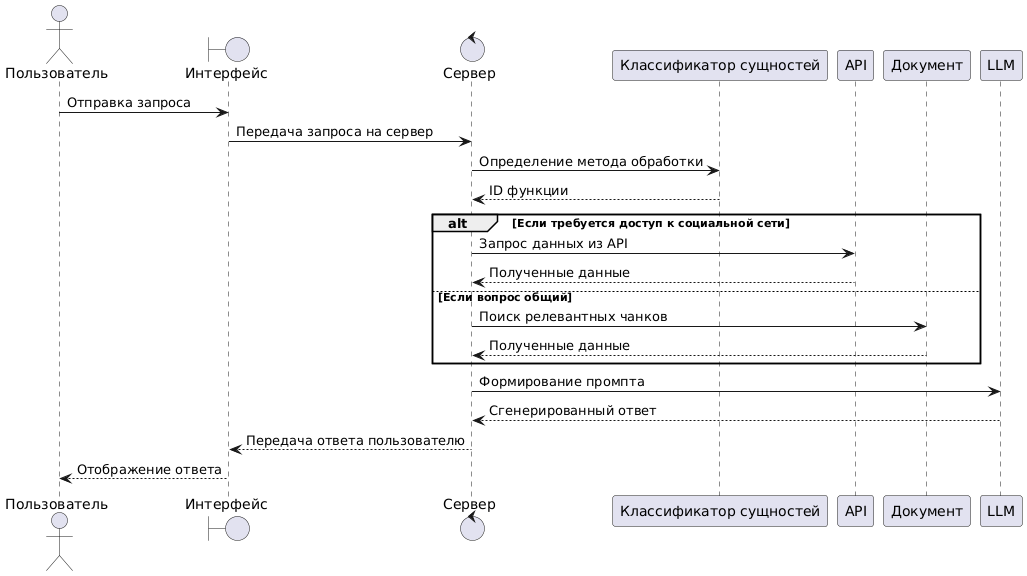 Пользователь
Интерфейс
Сервер
Классификатор сущностей
API
Документ
LLM
Отправка запроса
Передача запроса на сервер
Определение метода обработки
ID функции
alt [Если требуется доступ к социальной сети]
Запрос данных из API
Полученные данные
[Если вопрос общий]
Поиск релевантных чанков
Полученные данные
Формирование промпта
Сгенерированный ответ
Передача ответа пользователю
Отображение ответа
Пользователь
Интерфейс
Сервер
Классификатор сущностей
API
Документ
LLM